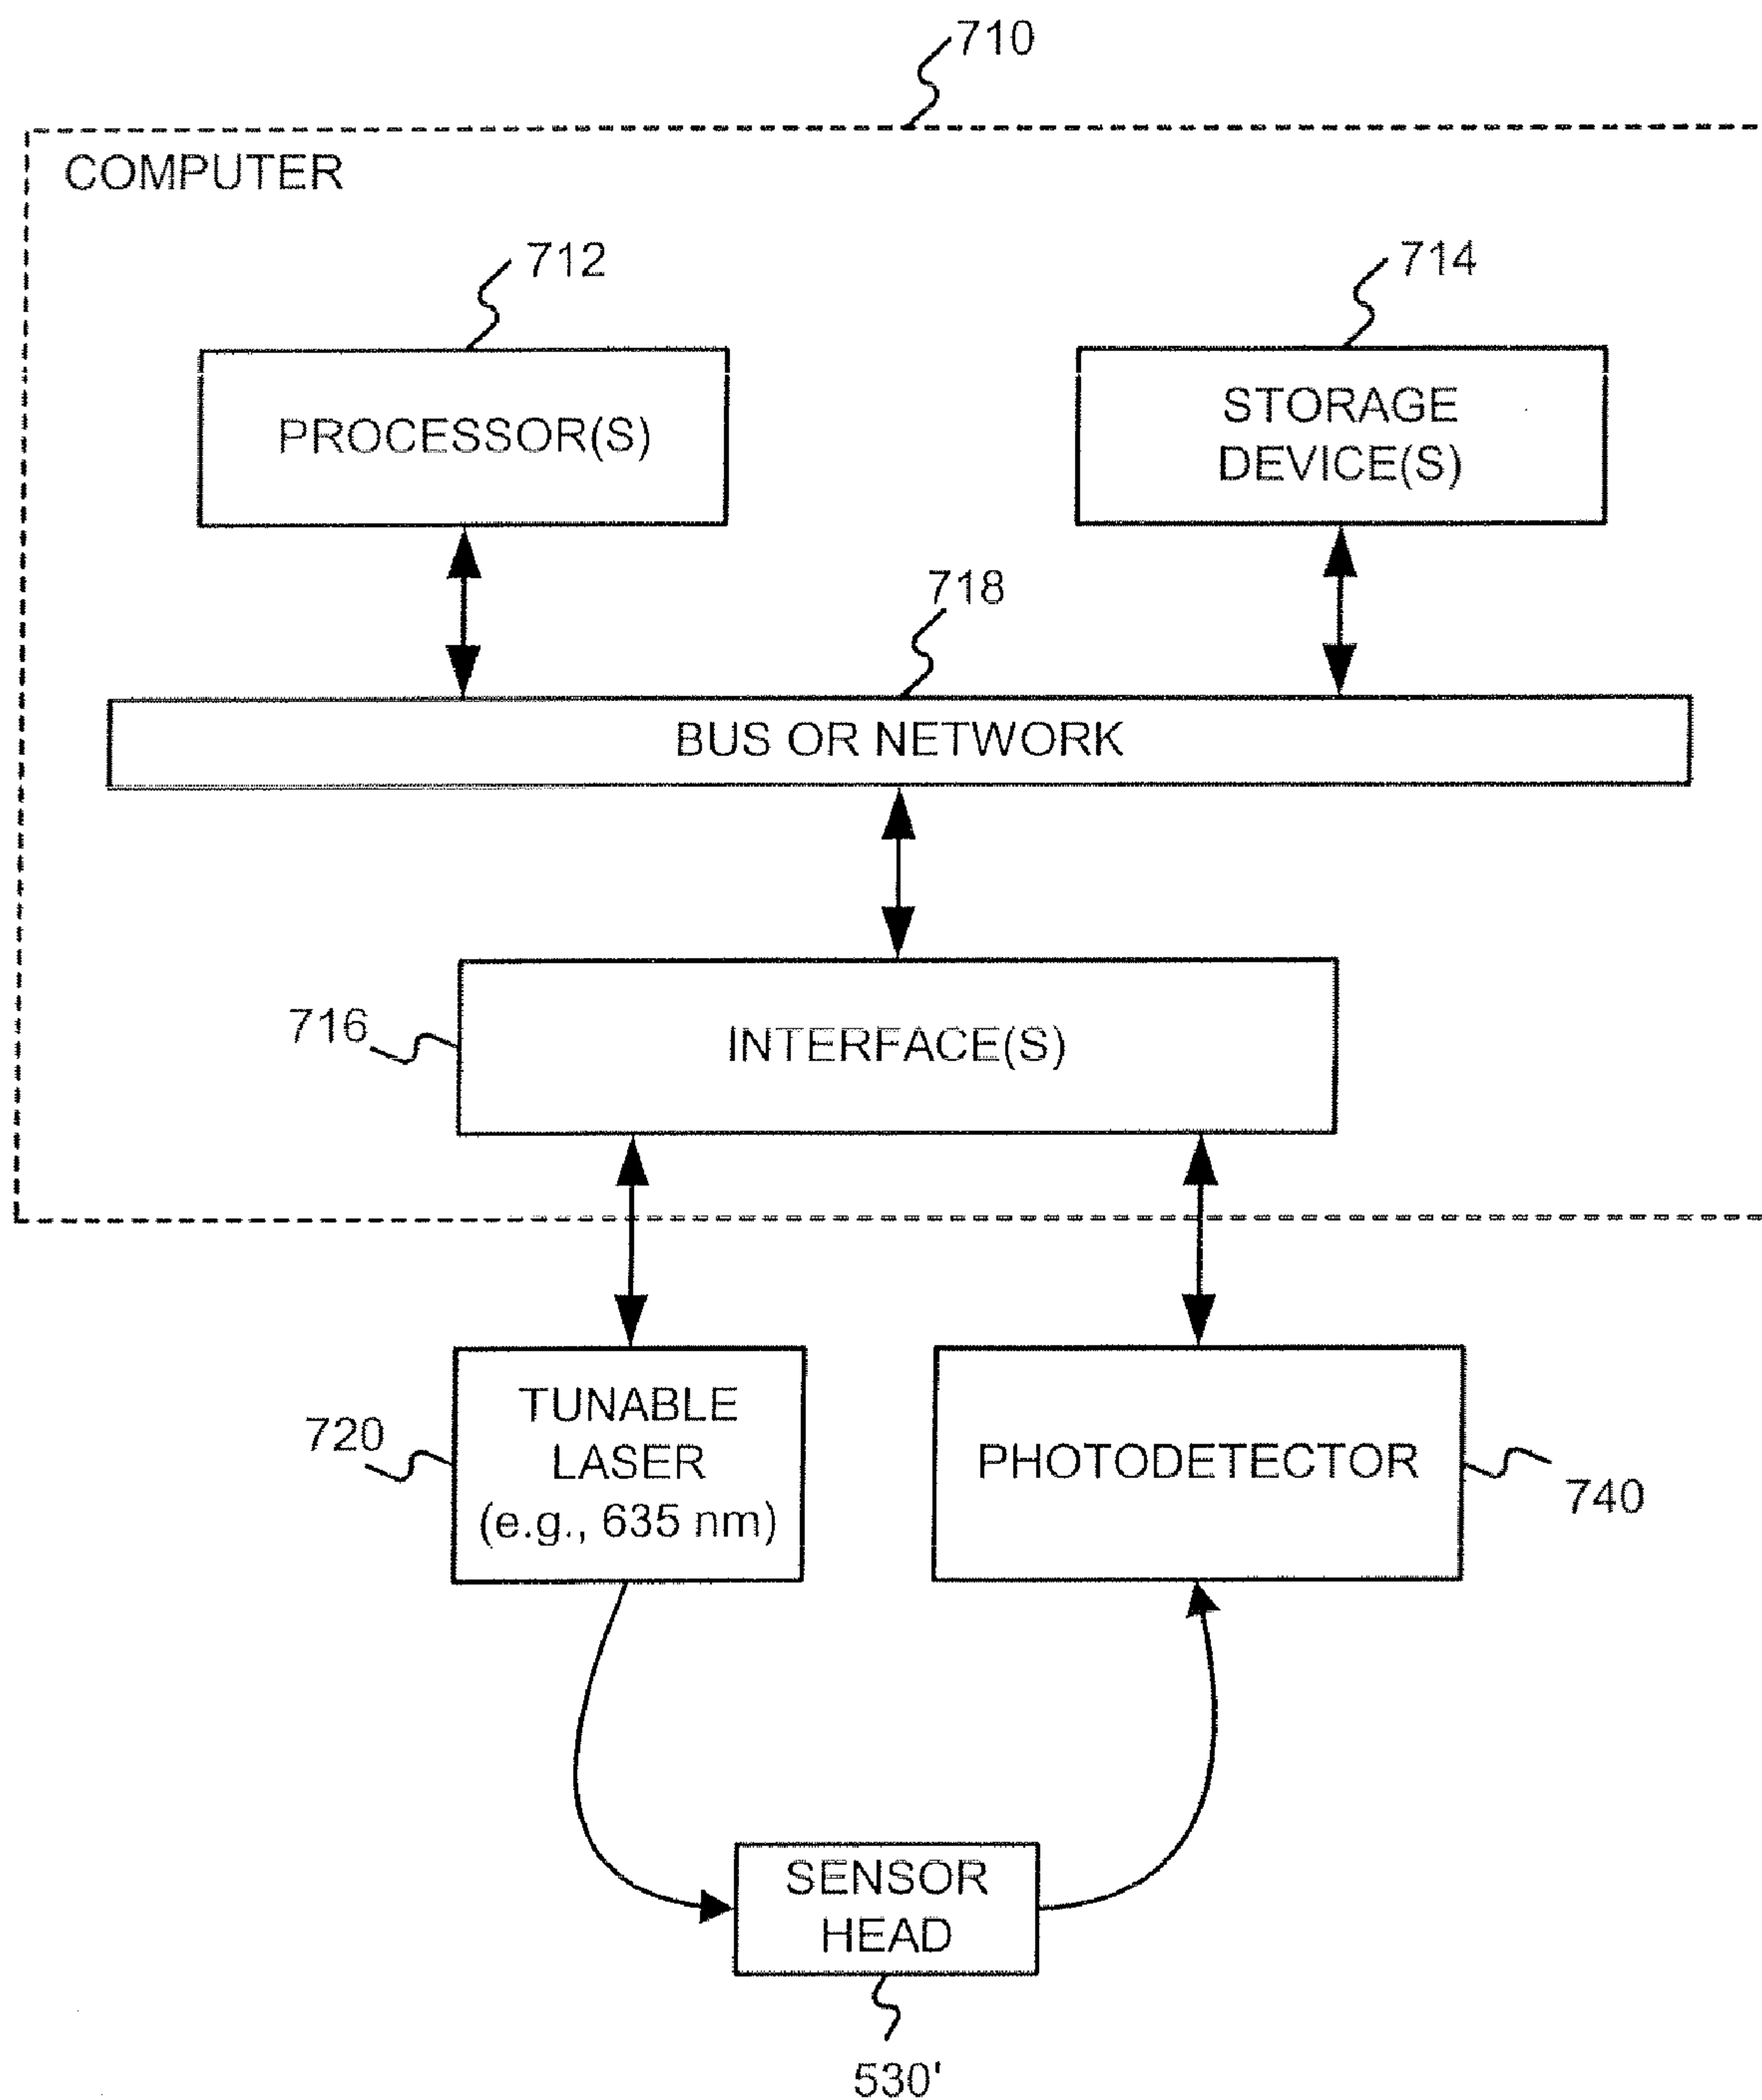 710
COMPUTER
712
714
PROCESSOR(S)
STORAGE
DEVICE(S)
718
BUS OR NETWORK
716
INTERFACE(S)
720
TUNABLE
LASER
(e.g., 635 nm)
PHOTODETECTOR
740
SENSOR
HEAD
530'